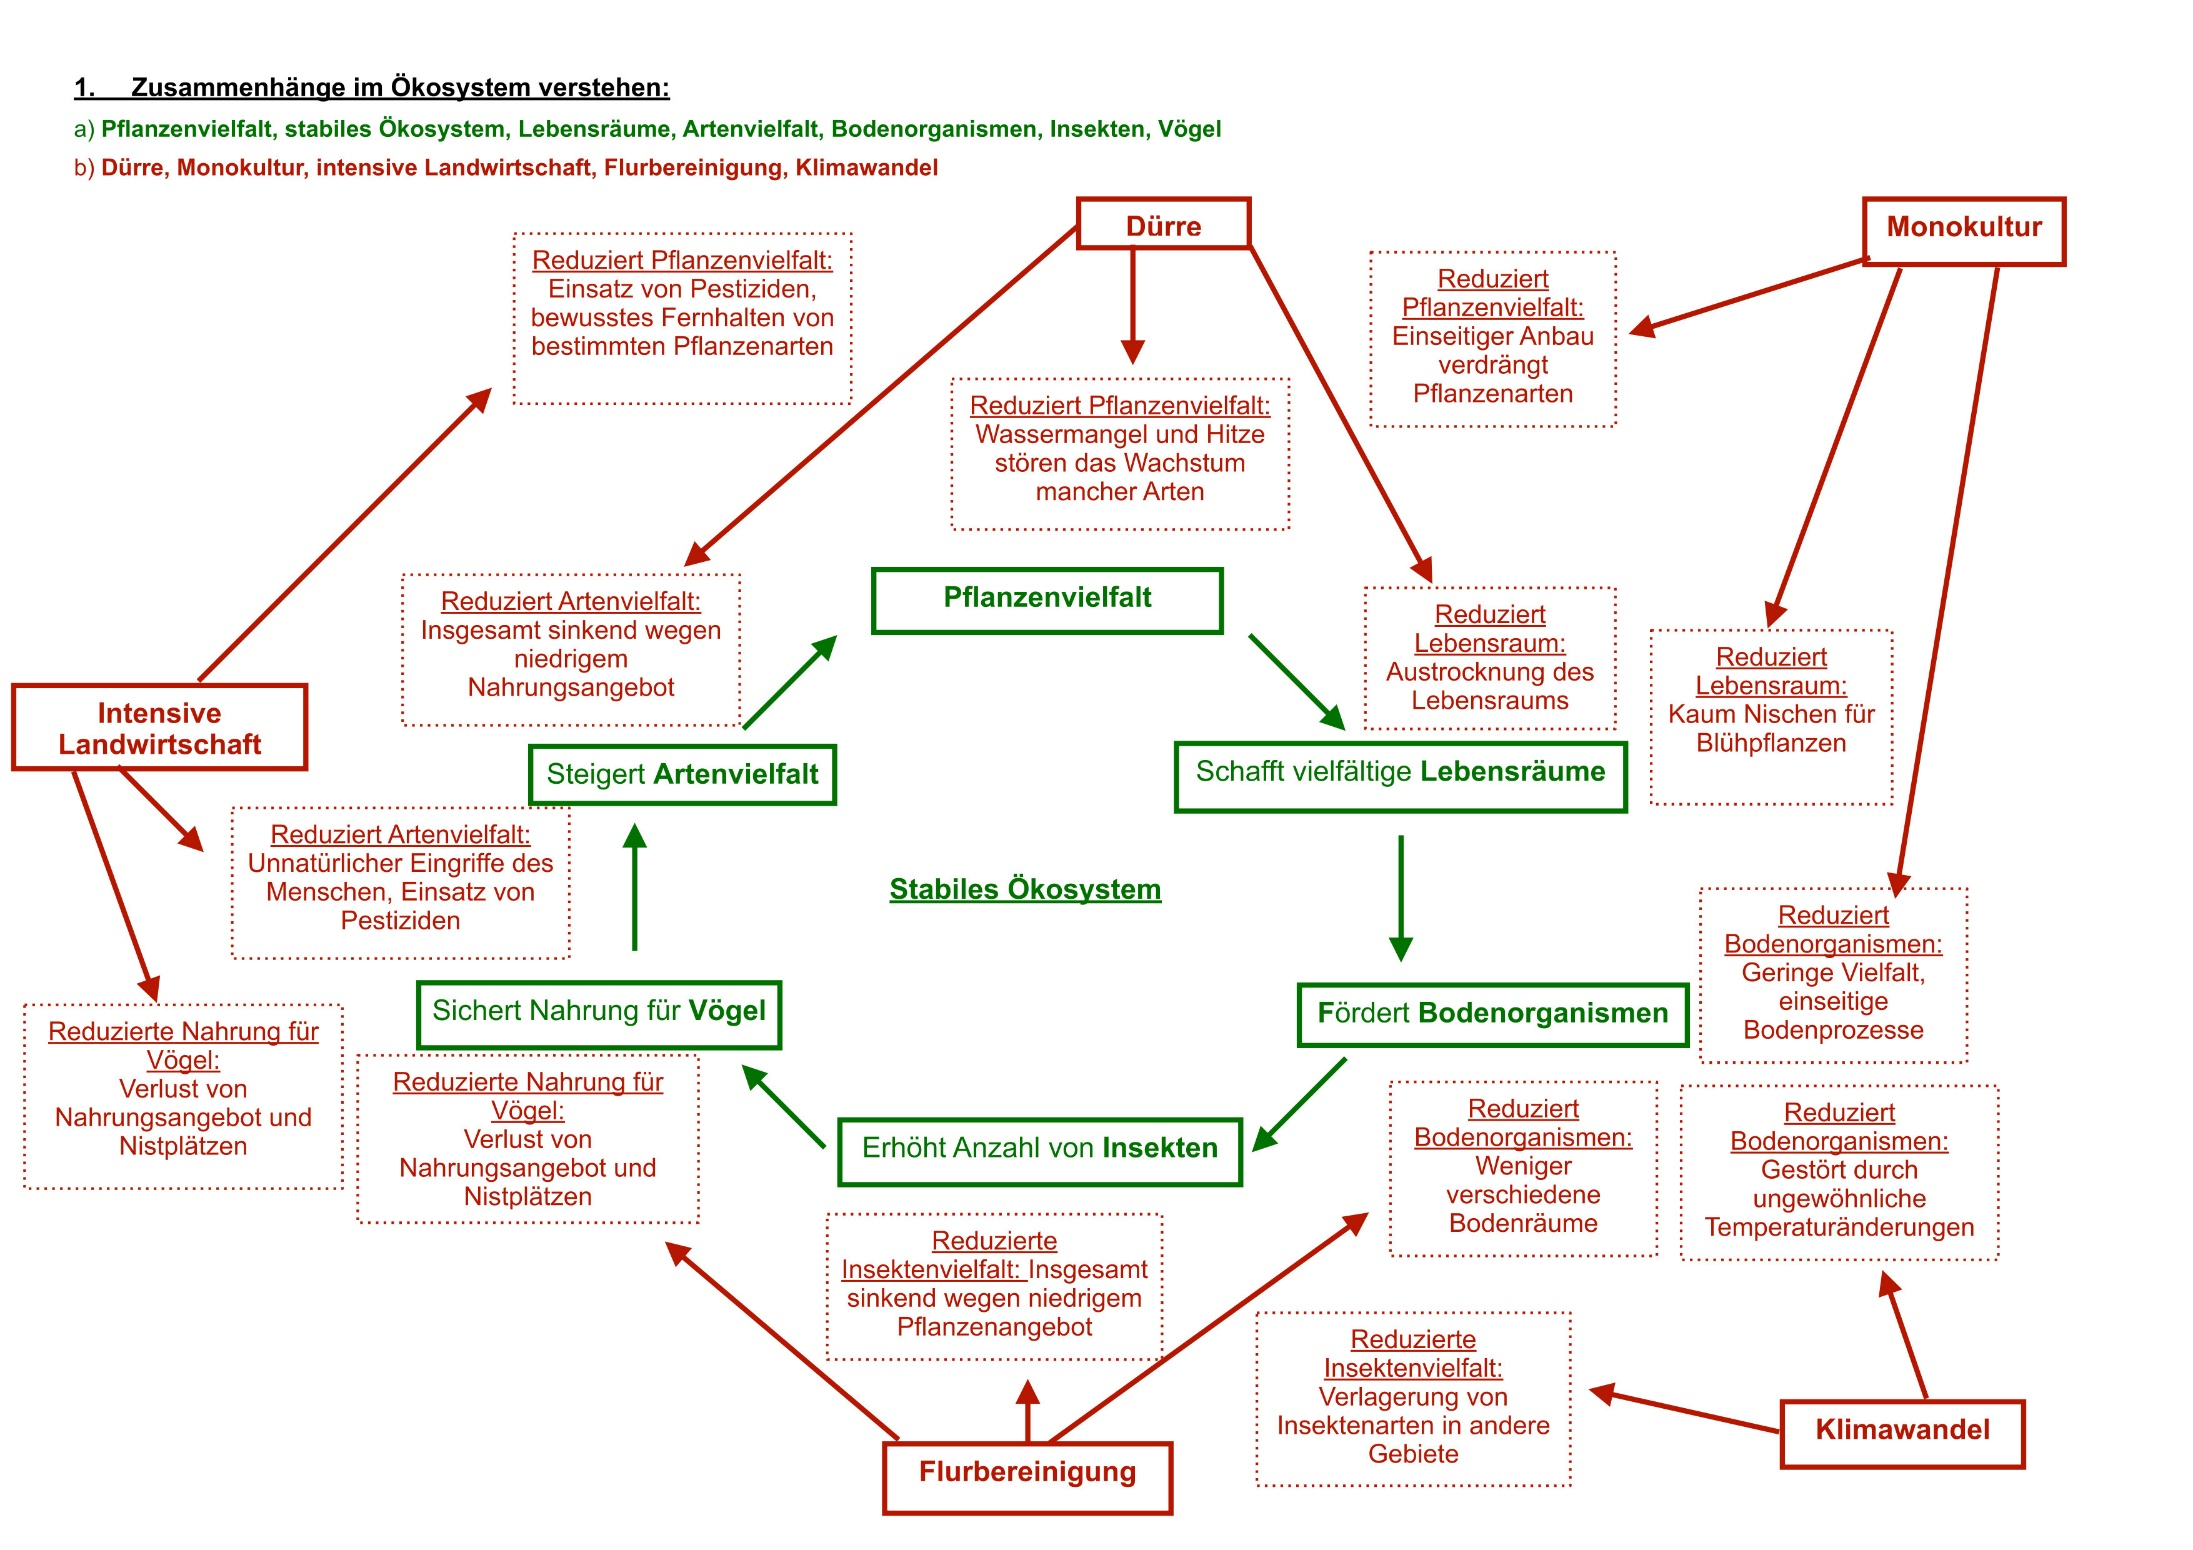 1. Zusammenhänge im Ökosystem verstehen:
a) Pflanzenvielfalt, stabiles Ökosystem, Lebensräume, Artenvielfalt, Bodenorganismen, Insekten, Vögel
b) Dürre, Monokultur, intensive Landwirtschaft, Flurbereinigung, Klimawandel
Dürre
Monokultur
Reduziert Pflanzenvielfalt:
Einsatz von Pestiziden,
bewusstes Fernhalten von
bestimmten Pflanzenarten
Reduziert
Pflanzenvielfalt:
Einseitiger Anbau
verdrängt
Pflanzenarten
Reduziert Pflanzenvielfalt:
Wassermangel und Hitze
stören das Wachstum
mancher Arten
Reduziert Artenvielfalt:
Insgesamt sinkend wegen
niedrigem
Nahrungsangebot
Pflanzenvielfalt
Reduziert
Lebensraum:
Austrocknung des
Lebensraums
Reduziert
Lebensraum:
Kaum Nischen für
Blühpflanzen
Intensive
Landwirtschaft
Steigert Artenvielfalt
Schafft vielfältige Lebensräume
Reduziert Artenvielfalt:
Unnatürlicher Eingriffe des
Menschen, Einsatz von
Pestiziden
Stabiles Ökosystem
Reduziert
Bodenorganismen:
Geringe Vielfalt,
einseitige
Bodenprozesse
Sichert Nahrung für Vögel
Fördert Bodenorganismen
Reduzierte Nahrung für
Vögel:
Verlust von
Nahrungsangebot und
Nistplätzen
Reduzierte Nahrung für
Vögel:
Verlust von
Nahrungsangebot und
Nistplätzen
Erhöht Anzahl von Insekten
Reduziert
Bodenorganismen:
Weniger
verschiedene
Bodenräume
Reduziert
Bodenorganismen:
Gestört durch
ungewöhnliche
Temperaturänderungen
Reduzierte
Insektenvielfalt: Insgesamt
sinkend wegen niedrigem
Pflanzenangebot
Reduzierte
Insektenvielfalt:
Verlagerung von
Insektenarten in andere
Gebiete
Klimawandel
Flurbereinigung